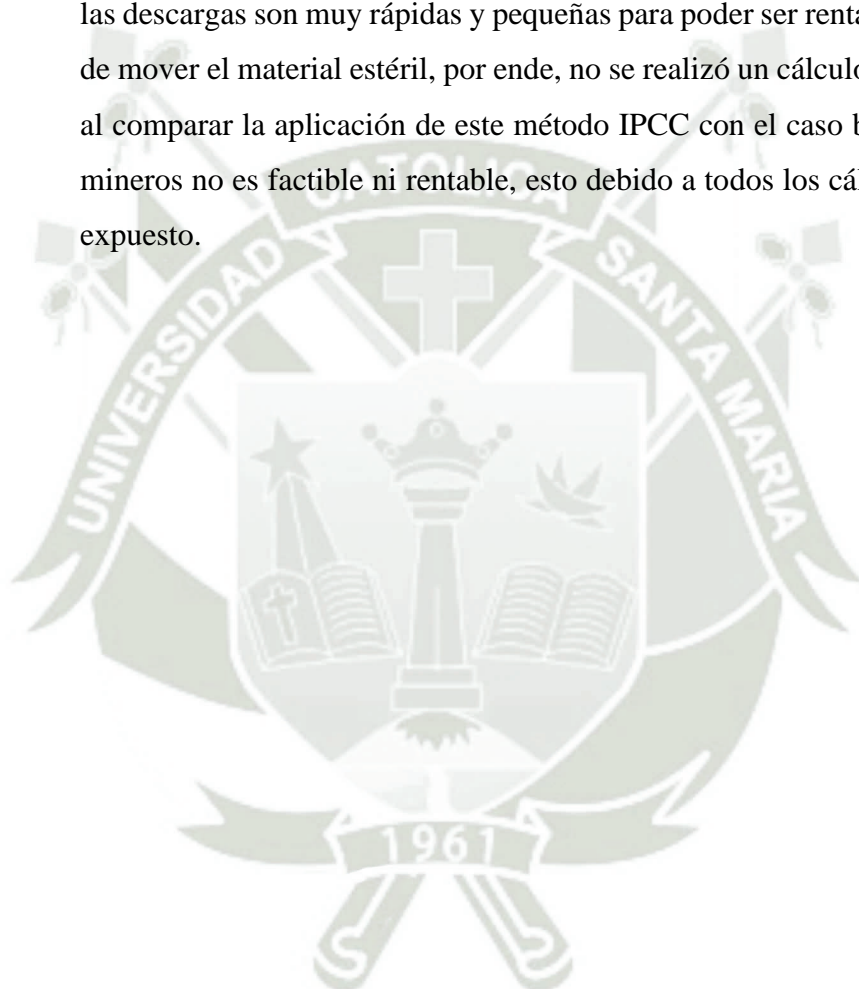 las descargas son muy rápidas y pequeñas para poder ser renta
de mover el material estéril, por ende, no se realizó un cálculo
al comparar la aplicación de este método IPCC con el caso b
mineros no es factible ni rentable, esto debido a todos los cál
expuesto.
UNIVERSIDAD CATOLICA SANTA MARIA
1961